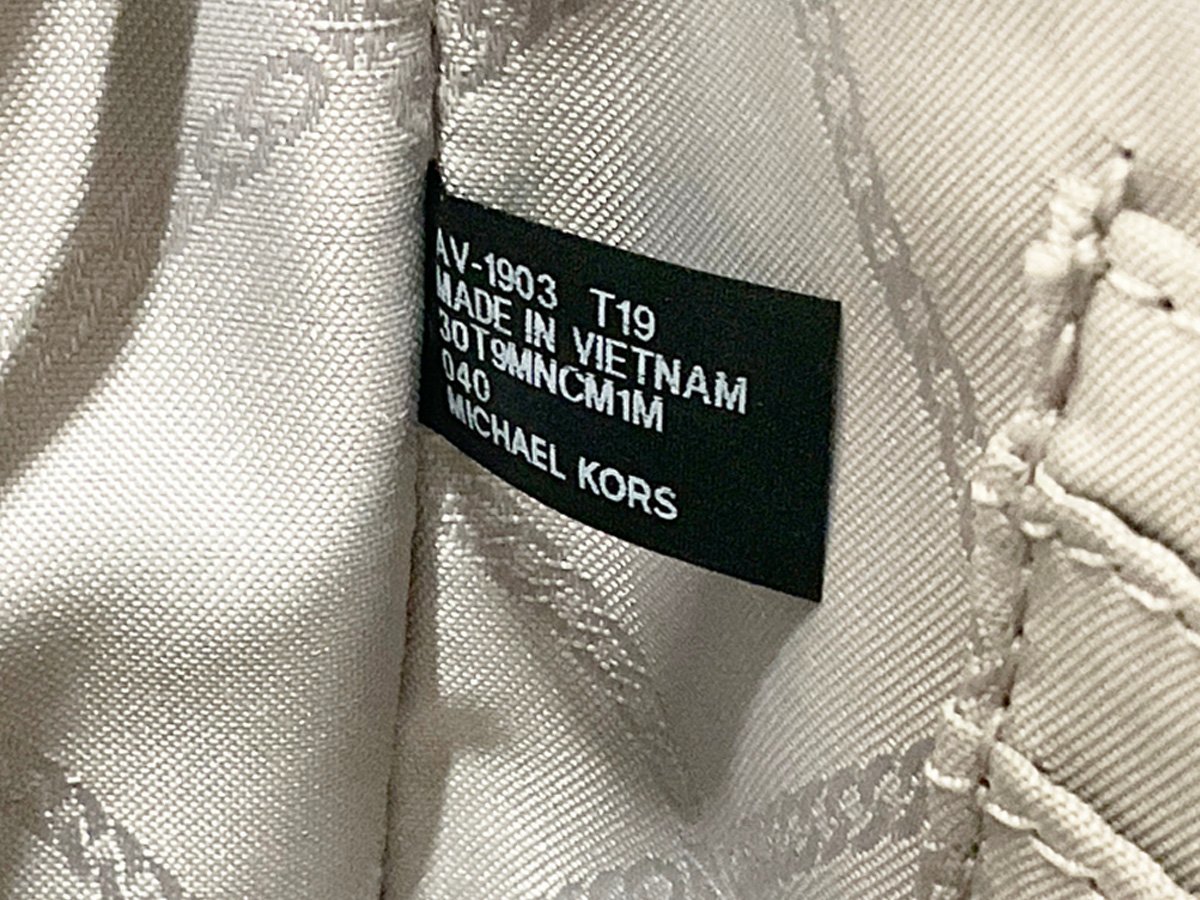 AV-1903 T19
MADE IN VIETNAM
30T9MNCM1M
040
MICHAEL KORS